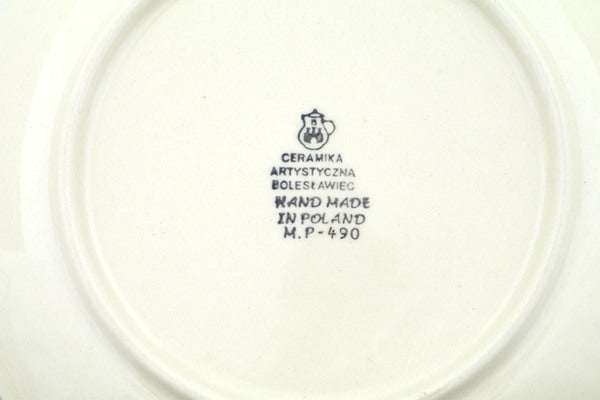 CERAMIKA
ARTYSTYCZNA
BOLESŁAWIEC
HAND MADE
IN POLAND
M.P-490